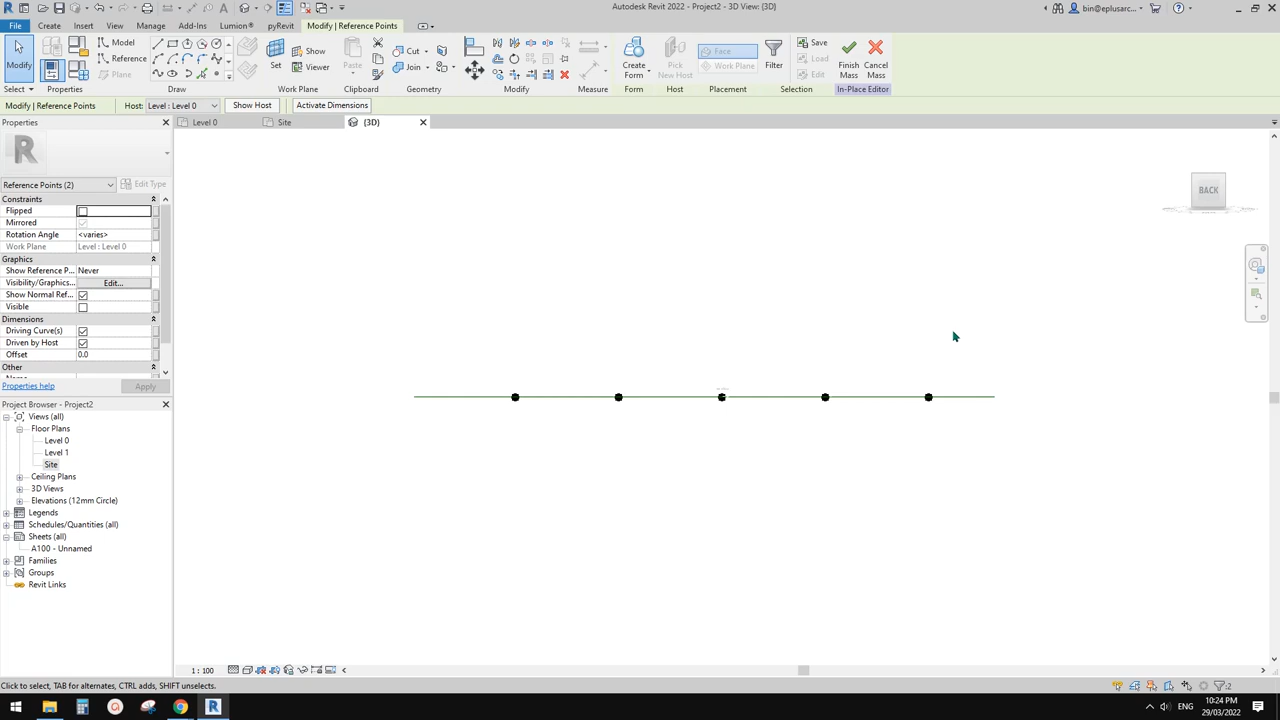 Autodesk Revit 2022 - Project2 - 3D View: {3D}
bin@eplusarc...
File Create Insert View Manage Add-Ins Lumion® pyRevit Modify | Reference Points
Modify Model Reference Plane Set Show Viewer Paste Cut Join Create Form Pick New Host Face Work Plane Filter Save Load Edit Finish Mass Cancel Mass
Select Properties Draw Work Plane Clipboard Geometry Modify Measure Form Host Placement Selection In-Place Editor
Modify | Reference Points Host: Level : Level 0 Show Host Activate Dimensions
Properties
Level 0 Site {3D}
R
Reference Points (2) Edit Type
Constraints
Flipped
Mirrored
Rotation Angle <varies>
Work Plane Level : Level 0
Graphics
Show Reference P... Never
Visibility/Graphics... Edit...
Show Normal Ref...
Visible
Dimensions
Driving Curve(s)
Driven by Host
Offset 0.0
Other
Properties help Apply
Project Browser - Project2
Views (all)
Floor Plans
Level 0
Level 1
Site
Ceiling Plans
3D Views
Elevations (12mm Circle)
Legends
Schedules/Quantities (all)
Sheets (all)
A100 - Unnamed
Families
Groups
Revit Links
BACK
1 : 100
Click to select, TAB for alternates, CTRL adds, SHIFT unselects.
:2
ENG
10:24 PM
29/03/2022